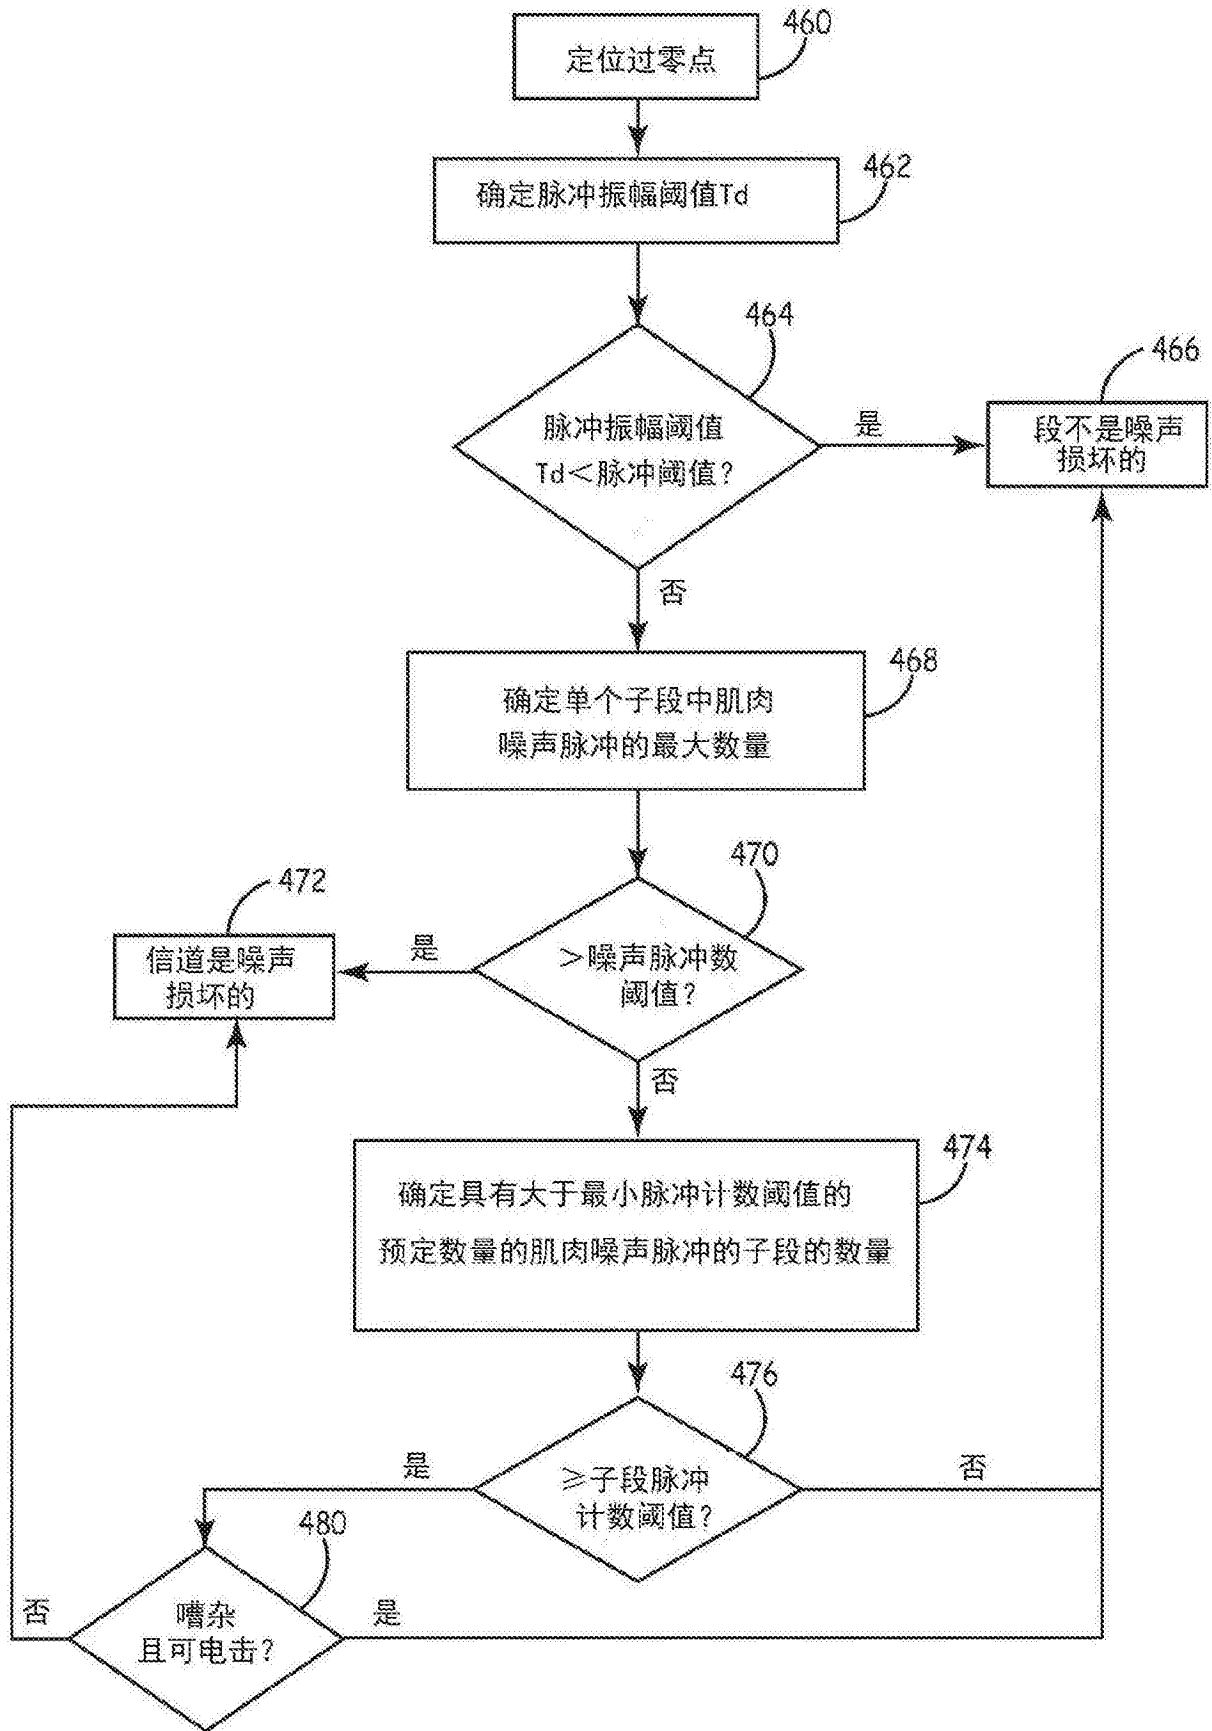 460
定位过零点
462
确定脉冲振幅阈值Td
464
脉冲振幅阈值
Td<脉冲阈值?
是
466
段不是噪声
损坏的
否
468
确定单个子段中肌肉
噪声脉冲的最大数量
470
>噪声脉冲数
阈值?
是
472
信道是噪声
损坏的
否
474
确定具有大于最小脉冲计数阈值的
预定数量的肌肉噪声脉冲的子段的数量
476
≥子段脉冲
计数阈值?
是
否
480
嘈杂
且可电击?
否
是